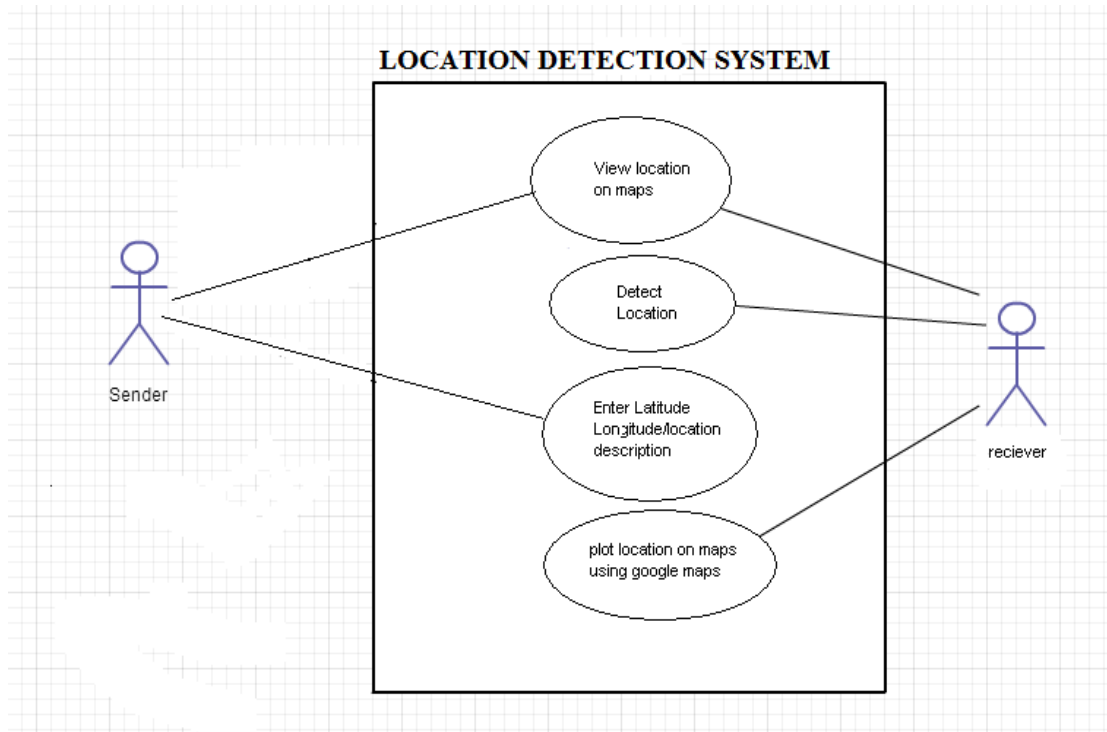 LOCATION DETECTION SYSTEM
View location
on maps
Detect
Location
Sender
Enter Latitude
Longitude/location
description
reciever
plot location on maps
using google maps